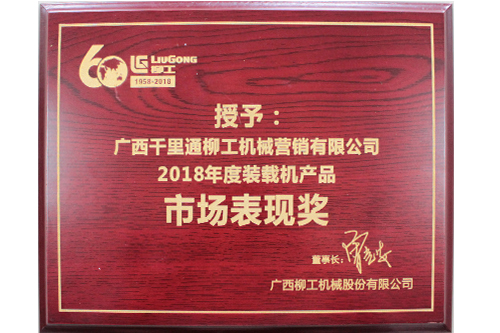 60 LIUGONG
柳工
1958-2018
授予：
广西千里通柳工机械营销有限公司
2018年度装载机产品
市场表现奖
董事长：
广西柳工机械股份有限公司